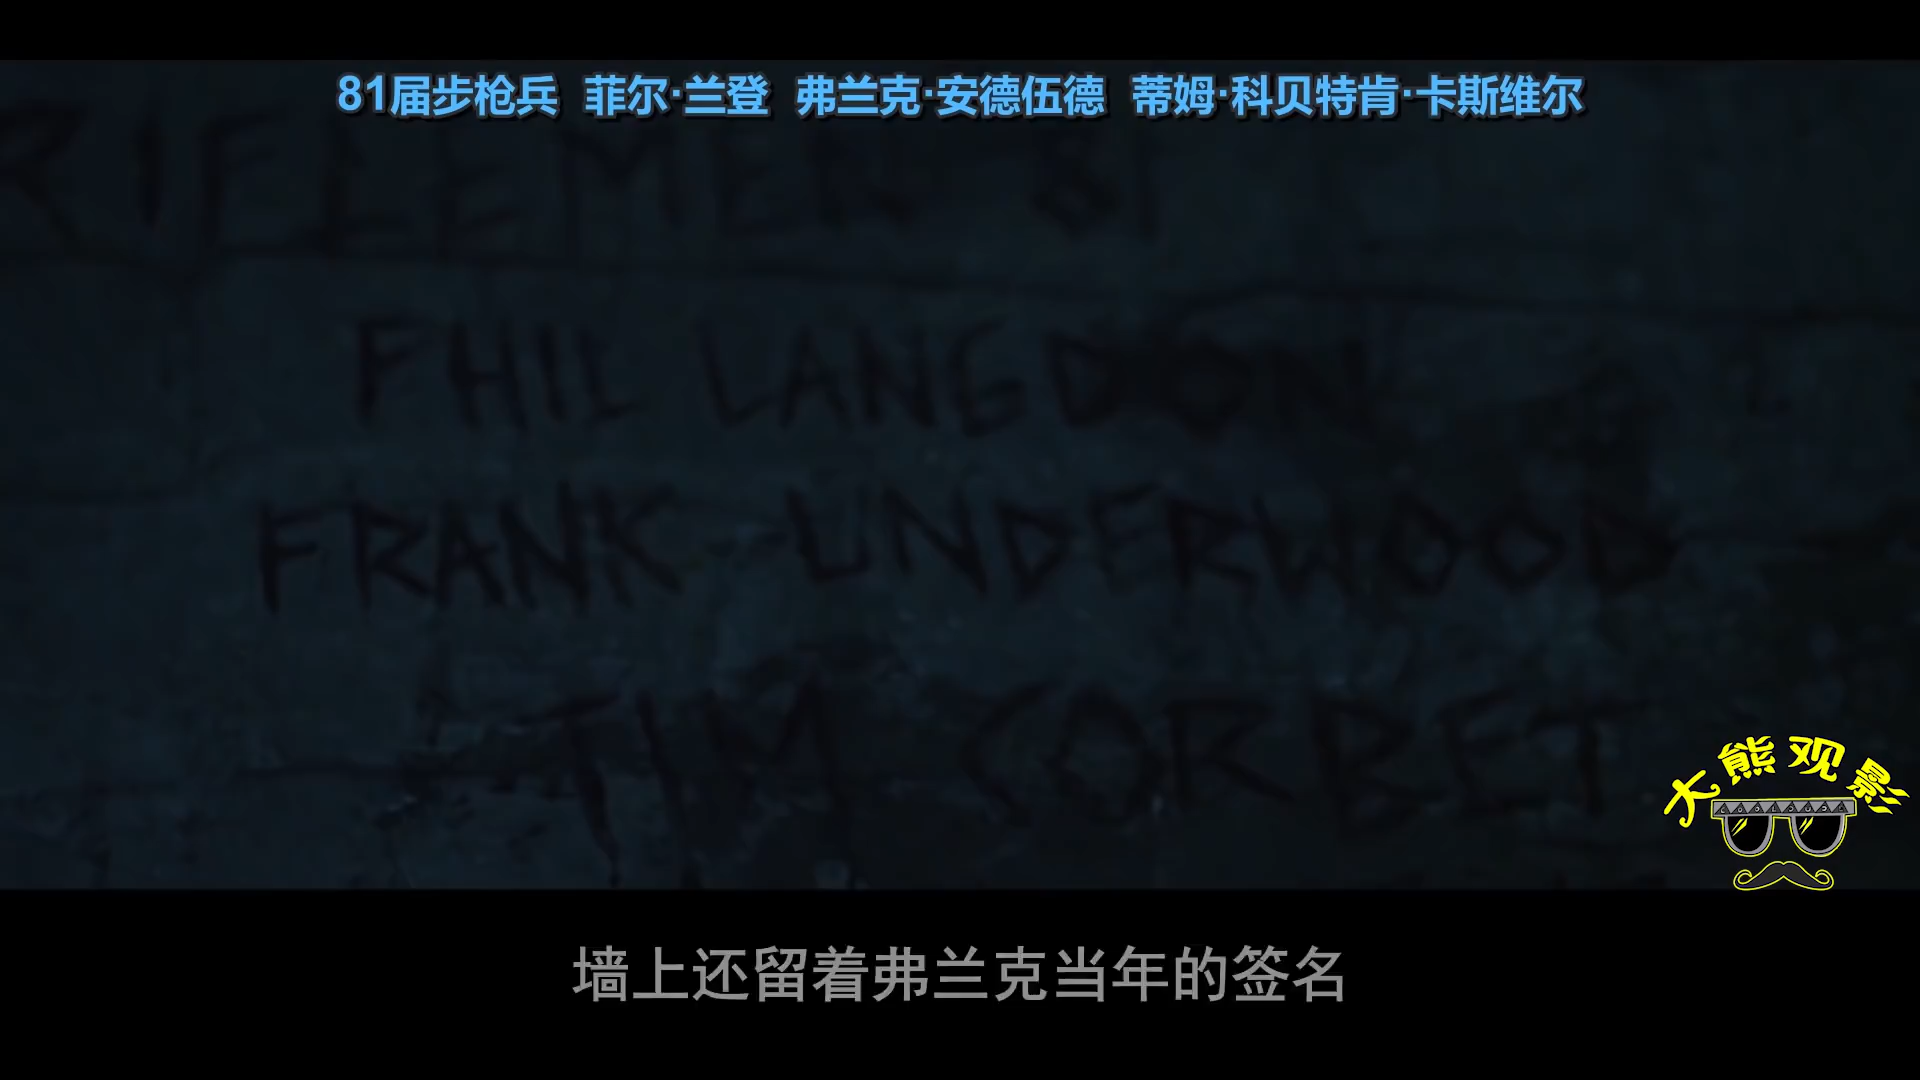 81届步枪兵 菲尔·兰登 弗兰克·安德伍德 蒂姆·科贝特肯·卡斯维尔
RIFLEMEN 81
PHIL LANGDON
FRANK UNDERWOOD
TIM CORBET
大熊观影
墙上还留着弗兰克当年的签名